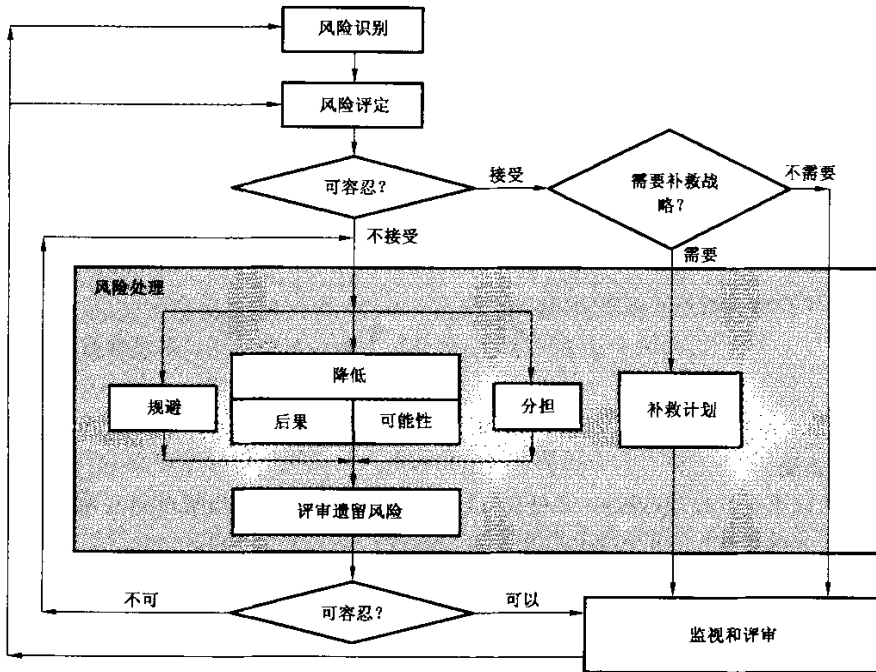 风险识别
风险评定
可容忍?
接受
需要补救战
略?
不需要
不接受
需要
风险处理
降低
规避
后果
可能性
分担
补救计划
评审遗留风险
不可
可容忍?
可以
监视和评审